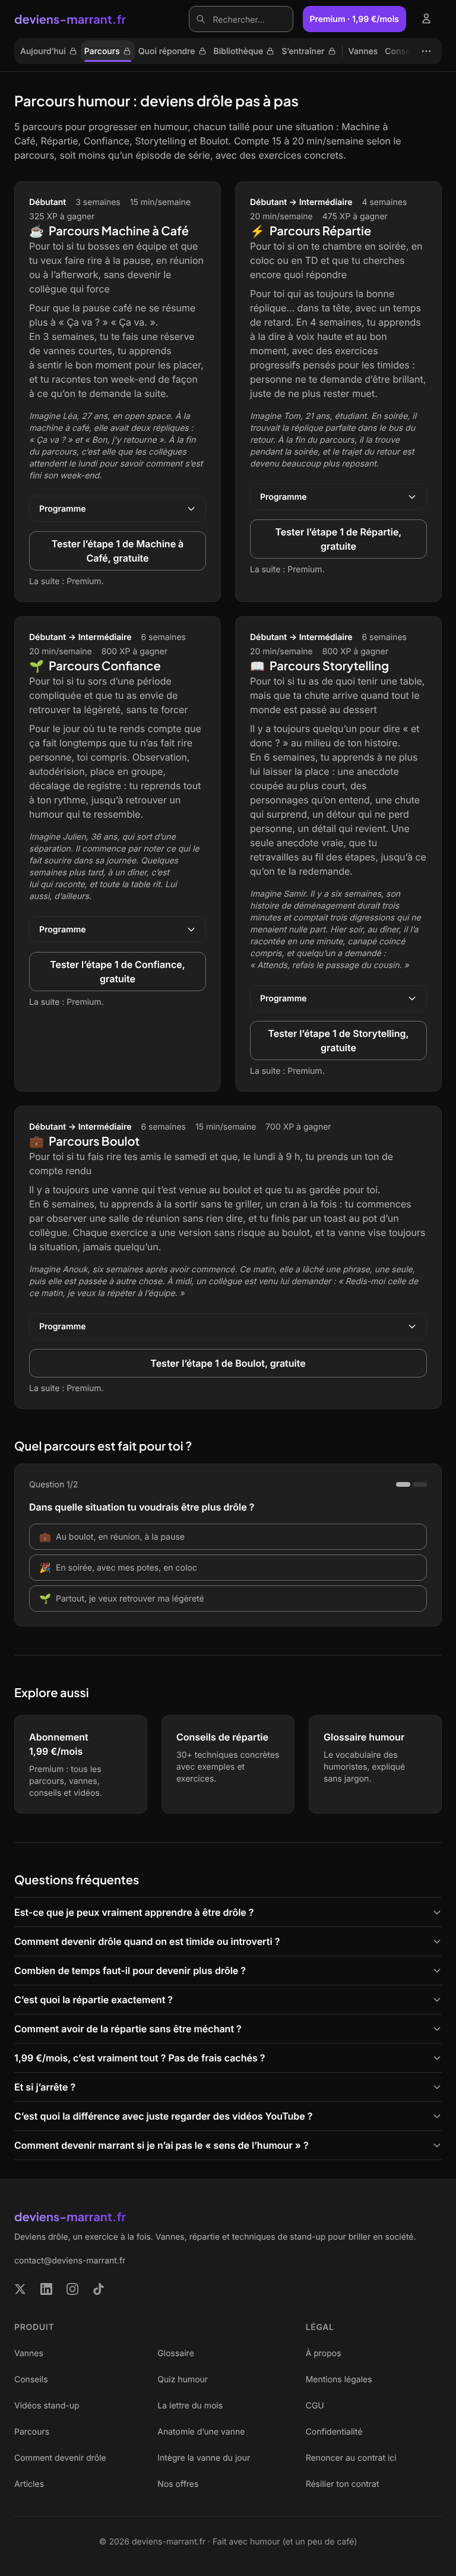 deviens-marrant.fr
Rechercher...
Premium · 1,99 €/mois
Aujourd’hui
Parcours
Quoi répondre
Bibliothèque
S’entraîner
Vannes
Parcours humour : deviens drôle pas à pas
5 parcours pour progresser en humour, chacun taillé pour une situation : Machine à
Café, Répartie, Confiance, Storytelling et Boulot. Compte 15 à 20 min/semaine selon le
parcours, soit moins qu’un épisode de série, avec des exercices concrets.
Débutant 3 semaines 15 min/semaine
325 XP à gagner
☕ Parcours Machine à Café
Pour toi si tu bosses en équipe et que
tu veux faire rire à la pause, en réunion
ou à l’afterwork, sans devenir le
collègue qui force
Pour que la pause café ne se résume
plus à « Ça va ? » « Ça va. ».
En 3 semaines, tu te fais une réserve
de vannes courtes, tu apprends
à sentir le bon moment pour les placer,
et tu racontes ton week-end de façon
à ce qu’on te demande la suite.
Imagine Léa, 27 ans, en open space. À la
machine à café, elle avait deux répliques :
« Ça va ? » et « Bon, j’y retourne ». À la fin
du parcours, c’est elle que les collègues
attendent le lundi pour savoir comment s’est
fini son week-end.
Programme
Tester l’étape 1 de Machine à
Café, gratuite
La suite : Premium.
Débutant → Intermédiaire 4 semaines
20 min/semaine 475 XP à gagner
⚡ Parcours Répartie
Pour toi si on te chambre en soirée, en
coloc ou en TD et que tu cherches
encore quoi répondre
Pour toi qui as toujours la bonne
réplique… dans ta tête, avec un temps
de retard. En 4 semaines, tu apprends
à la dire à voix haute et au bon
moment, avec des exercices
progressifs pensés pour les timides :
personne ne te demande d’être brillant,
juste de ne plus rester muet.
Imagine Tom, 21 ans, étudiant. En soirée, il
trouvait la réplique parfaite dans le bus du
retour. À la fin du parcours, il la trouve
pendant la soirée, et le trajet du retour est
devenu beaucoup plus reposant.
Programme
Tester l’étape 1 de Répartie,
gratuite
La suite : Premium.
Débutant → Intermédiaire 6 semaines
20 min/semaine 800 XP à gagner
🌱 Parcours Confiance
Pour toi si tu sors d’une période
compliquée et que tu as envie de
retrouver ta légèreté, sans te forcer
Pour le jour où tu te rends compte que
ça fait longtemps que tu n’as fait rire
personne, toi compris. Observation,
autodérision, place en groupe,
décalage de registre : tu reprends tout
à ton rythme, jusqu’à retrouver un
humour qui te ressemble.
Imagine Julien, 36 ans, qui sort d’une
séparation. Il commence par noter ce qui le
fait sourire dans sa journée. Quelques
semaines plus tard, à un dîner, c’est
lui qui raconte, et toute la table rit. Lui
aussi, d’ailleurs.
Programme
Tester l’étape 1 de Confiance,
gratuite
La suite : Premium.
Débutant → Intermédiaire 6 semaines
20 min/semaine 800 XP à gagner
📖 Parcours Storytelling
Pour toi si tu as de quoi tenir une table,
mais que ta chute arrive quand tout le
monde est passé au dessert
Il y a toujours quelqu’un pour dire « et
donc ? » au milieu de ton histoire.
En 6 semaines, tu apprends à ne plus
lui laisser la place : une anecdote
coupée au plus court, des
personnages qu’on entend, une chute
qui surprend, un détour qui ne perd
personne, un détail qui revient. Une
seule anecdote vraie, que tu
retravailles au fil des étapes, jusqu’à ce
qu’on te la redemande.
Imagine Samir. Il y a six semaines, son
histoire de déménagement durait trois
minutes et comptait trois digressions qui ne
menaient nulle part. Hier soir, au dîner, il l’a
racontée en une minute, canapé coincé
compris, et quelqu’un a demandé :
« Attends, refais le passage du cousin. »
Programme
Tester l’étape 1 de Storytelling,
gratuite
La suite : Premium.
Débutant → Intermédiaire 6 semaines 15 min/semaine 700 XP à gagner
💼 Parcours Boulot
Pour toi si tu fais rire tes amis le samedi et que, le lundi à 9 h, tu prends un ton de
compte rendu
Il y a toujours une vanne qui t’est venue au boulot et que tu as gardée pour toi.
En 6 semaines, tu apprends à la sortir sans te griller, un cran à la fois : tu commences
par observer une salle de réunion sans rien dire, et tu finis par un toast au pot d’un
collègue. Chaque exercice a une version sans risque au boulot, et ta vanne vise toujours
la situation, jamais quelqu’un.
Imagine Anouk, six semaines après avoir commencé. Ce matin, elle a lâché une phrase, une seule,
puis elle est passée à autre chose. À midi, un collègue est venu lui demander : « Redis-moi celle de
ce matin, je veux la répéter à l’équipe. »
Programme
Tester l’étape 1 de Boulot, gratuite
La suite : Premium.
Quel parcours est fait pour toi ?
Question 1/2
Dans quelle situation tu voudrais être plus drôle ?
💼 Au boulot, en réunion, à la pause
🎉 En soirée, avec mes potes, en coloc
🌱 Partout, je veux retrouver ma légèreté
Explore aussi
Abonnement
1,99 €/mois
Premium : tous les
parcours, vannes,
conseils et vidéos.
Conseils de répartie
30+ techniques concrètes
avec exemples et
exercices.
Glossaire humour
Le vocabulaire des
humoristes, expliqué
sans jargon.
Questions fréquentes
Est-ce que je peux vraiment apprendre à être drôle ?
Comment devenir drôle quand on est timide ou introverti ?
Combien de temps faut-il pour devenir plus drôle ?
C’est quoi la répartie exactement ?
Comment avoir de la répartie sans être méchant ?
1,99 €/mois, c’est vraiment tout ? Pas de frais cachés ?
Et si j’arrête ?
C’est quoi la différence avec juste regarder des vidéos YouTube ?
Comment devenir marrant si je n’ai pas le « sens de l’humour » ?
deviens-marrant.fr
Deviens drôle, un exercice à la fois. Vannes, répartie et techniques de stand-up pour briller en société.
contact@deviens-marrant.fr
PRODUIT
Vannes
Conseils
Vidéos stand-up
Parcours
Comment devenir drôle
Articles
Glossaire
Quiz humour
La lettre du mois
Anatomie d’une vanne
Intègre la vanne du jour
Nos offres
LÉGAL
À propos
Mentions légales
CGU
Confidentialité
Renoncer au contrat ici
Résilier ton contrat
© 2026 deviens-marrant.fr · Fait avec humour (et un peu de café)